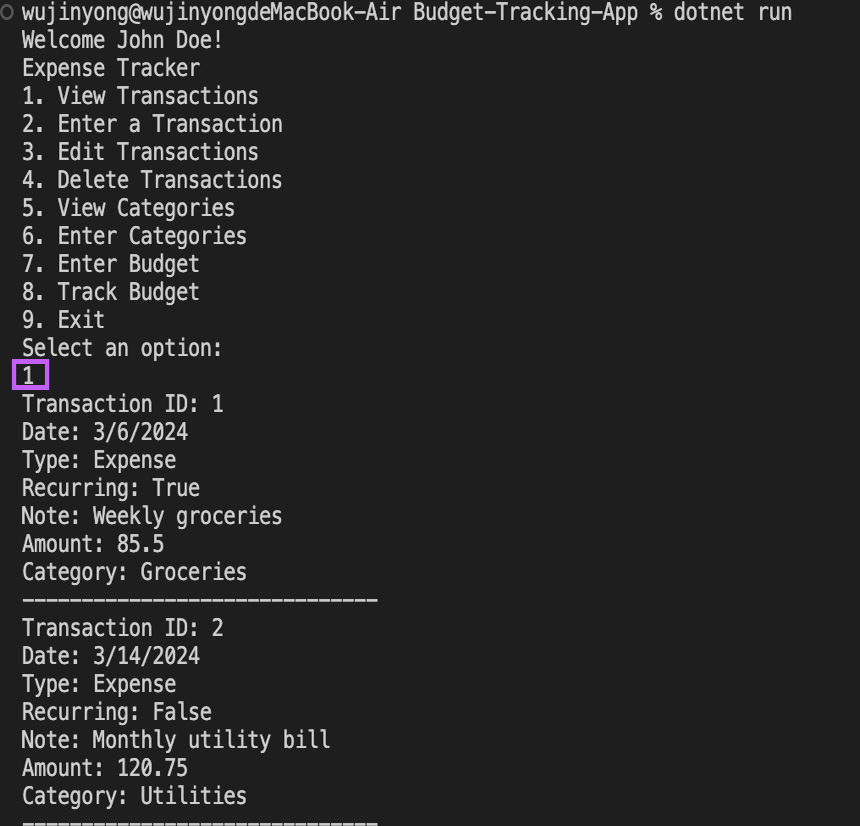 wujinyong@wujinyongdeMacBook-Air Budget-Tracking-App % dotnet run
Welcome John Doe!
Expense Tracker
1. View Transactions
2. Enter a Transaction
3. Edit Transactions
4. Delete Transactions
5. View Categories
6. Enter Categories
7. Enter Budget
8. Track Budget
9. Exit
Select an option:
1
Transaction ID: 1
Date: 3/6/2024
Type: Expense
Recurring: True
Note: Weekly groceries
Amount: 85.5
Category: Groceries
------------------------------
Transaction ID: 2
Date: 3/14/2024
Type: Expense
Recurring: False
Note: Monthly utility bill
Amount: 120.75
Category: Utilities
------------------------------